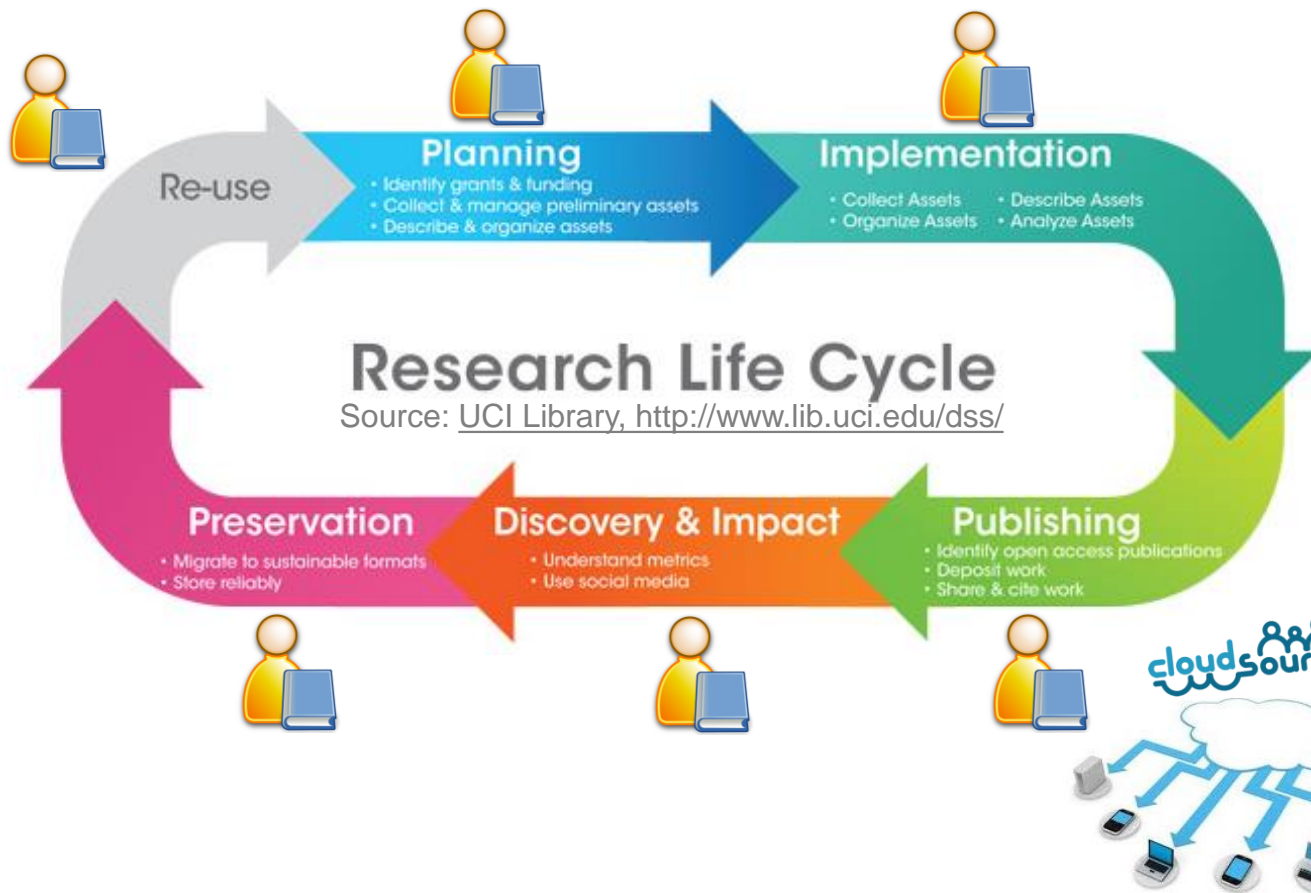 Re-use
Planning
• Identify grants & funding
• Collect & manage preliminary assets
• Describe & organize assets
Implementation
• Collect Assets • Describe Assets
• Organize Assets • Analyze Assets
Research Life Cycle
Source: UCI Library, http://www.lib.uci.edu/dss/
Preservation
• Migrate to sustainable formats
• Store reliably
Discovery & Impact
• Understand metrics
• Use social media
Publishing
• Identify open access publications
• Deposit work
• Share & cite work